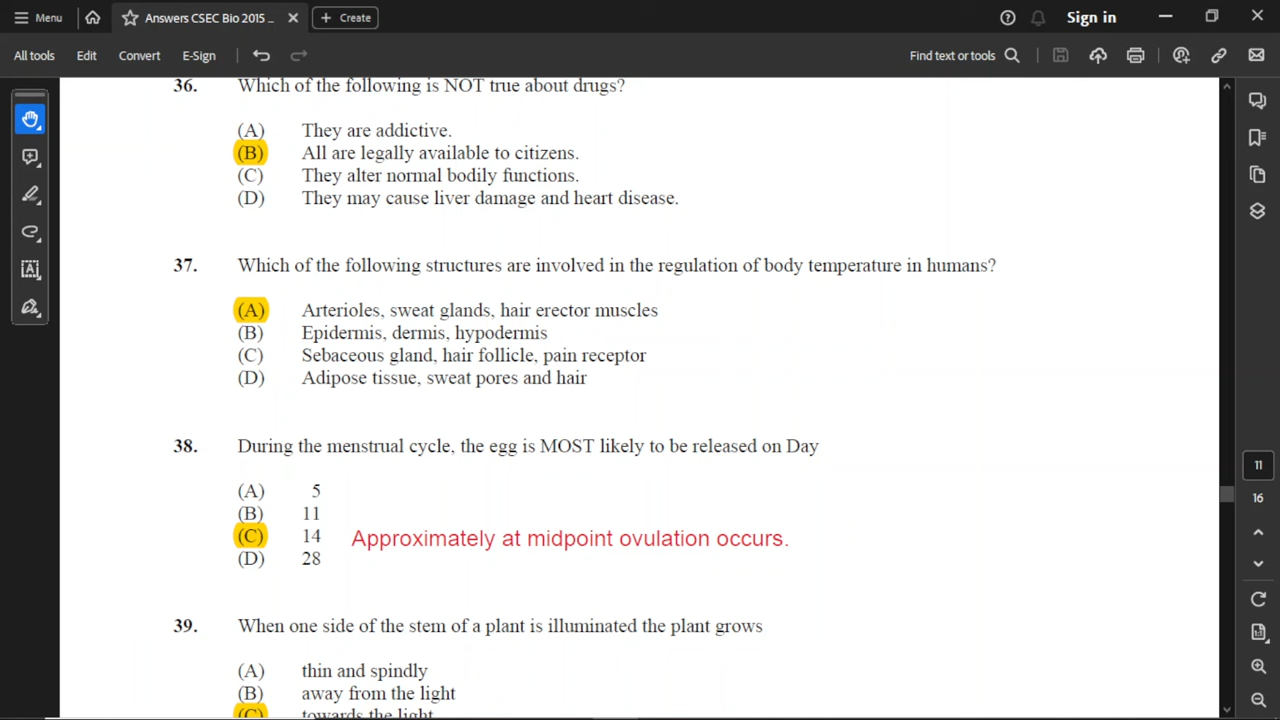 Menu
Answers CSEC Bio 2015 ...
Create
Sign in
All tools Edit Convert E-Sign
Find text or tools
36. Which of the following is NOT true about drugs?
(A) They are addictive.
(B) All are legally available to citizens.
(C) They alter normal bodily functions.
(D) They may cause liver damage and heart disease.
37. Which of the following structures are involved in the regulation of body temperature in humans?
(A) Arterioles, sweat glands, hair erector muscles
(B) Epidermis, dermis, hypodermis
(C) Sebaceous gland, hair follicle, pain receptor
(D) Adipose tissue, sweat pores and hair
38. During the menstrual cycle, the egg is MOST likely to be released on Day
(A) 5
(B) 11
(C) 14 Approximately at midpoint ovulation occurs.
(D) 28
39. When one side of the stem of a plant is illuminated the plant grows
(A) thin and spindly
(B) away from the light
(C) towards the light
11
16